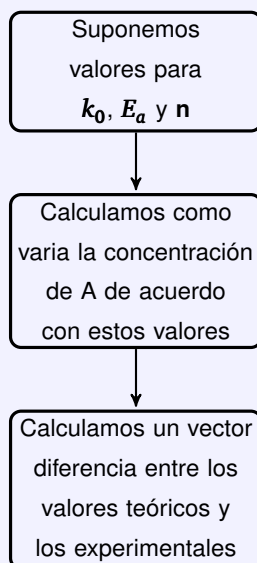 Suponemos
valores para
k₀, Eₐ y n
Calculamos como
varia la concentración
de A de acuerdo
con estos valores
Calculamos un vector
diferencia entre los
valores teóricos y
los experimentales